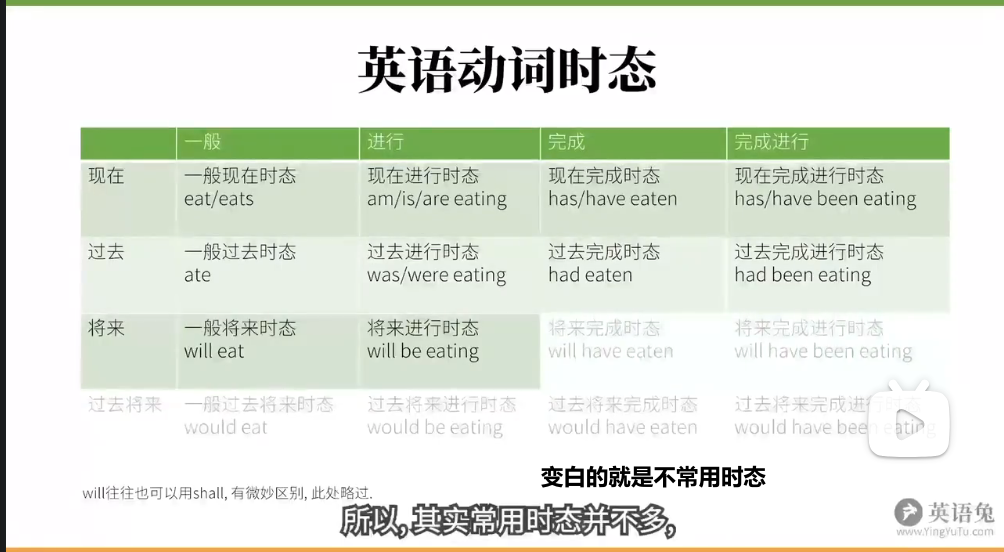 英语动词时态
一般 进行 完成 完成进行
现在 一般现在时态 现在进行时态 现在完成时态 现在完成进行时态
eat/eats am/is/are eating has/have eaten has/have been eating
过去 一般过去时态 过去进行时态 过去完成时态 过去完成进行时态
ate was/were eating had eaten had been eating
将来 一般将来时态 将来进行时态 将来完成时态 将来完成进行时态
will eat will be eating will have eaten will have been eating
过去将来 一般过去将来时态 过去将来进行时态 过去将来完成时态 过去将来完成进行时态
would eat would be eating would have eaten would have been eating
变白的就是不常用时态
will往往也可以用shall, 有微妙区别, 此处略过.
所以, 其实常用时态并不多,
英语兔
www.YingYuTu.com